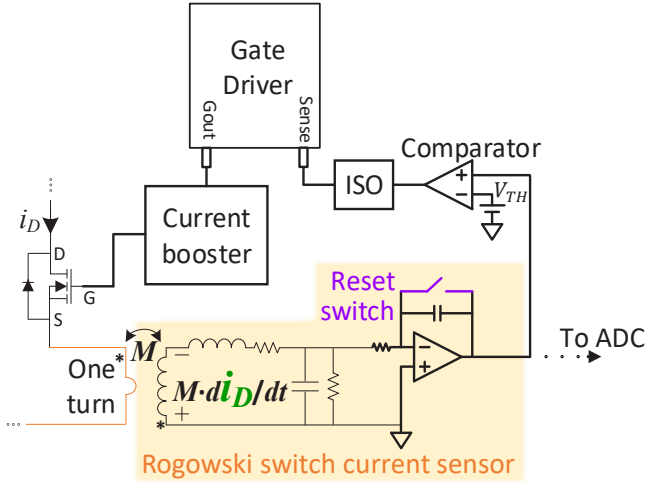 Gate
Driver
Gout
Sense
Comparator
+
−
V_TH
ISO
Current
booster
i_D
D
G
S
Reset
switch
−
+
To ADC
* M
One
turn
−
M·di_D/dt
+
*
Rogowski switch current sensor